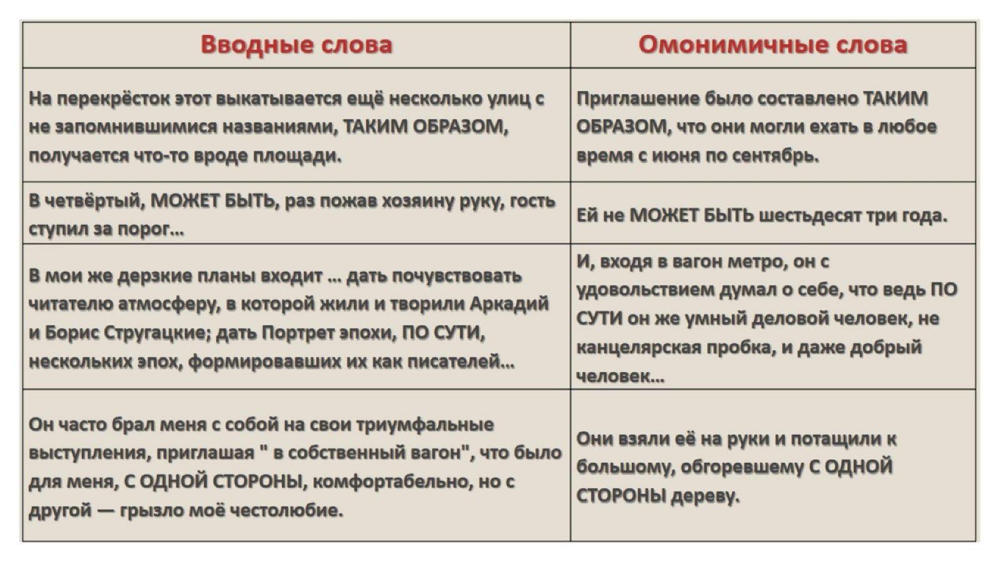 Вводные слова
Омонимичные слова
На перекрёсток этот выкатывается ещё несколько улиц с
не запомнившимися названиями, ТАКИМ ОБРАЗОМ,
получается что-то вроде площади.
Приглашение было составлено ТАКИМ
ОБРАЗОМ, что они могли ехать в любое
время с июня по сентябрь.
В четвёртый, МОЖЕТ БЫТЬ, раз пожав хозяину руку, гость
ступил за порог…
Ей не МОЖЕТ БЫТЬ шестьдесят три года.
В мои же дерзкие планы входит … дать почувствовать
читателю атмосферу, в которой жили и творили Аркадий
и Борис Стругацкие; дать Портрет эпохи, ПО СУТИ,
нескольких эпох, формировавших их как писателей…
И, входя в вагон метро, он с
удовольствием думал о себе, что ведь ПО
СУТИ он же умный деловой человек, не
канцелярская пробка, и даже добрый
человек…
Он часто брал меня с собой на свои триумфальные
выступления, приглашая " в собственный вагон", что было
для меня, С ОДНОЙ СТОРОНЫ, комфортабельно, но с
другой — грызло моё честолюбие.
Они взяли её на руки и потащили к
большому, обгоревшему С ОДНОЙ
СТОРОНЫ дереву.